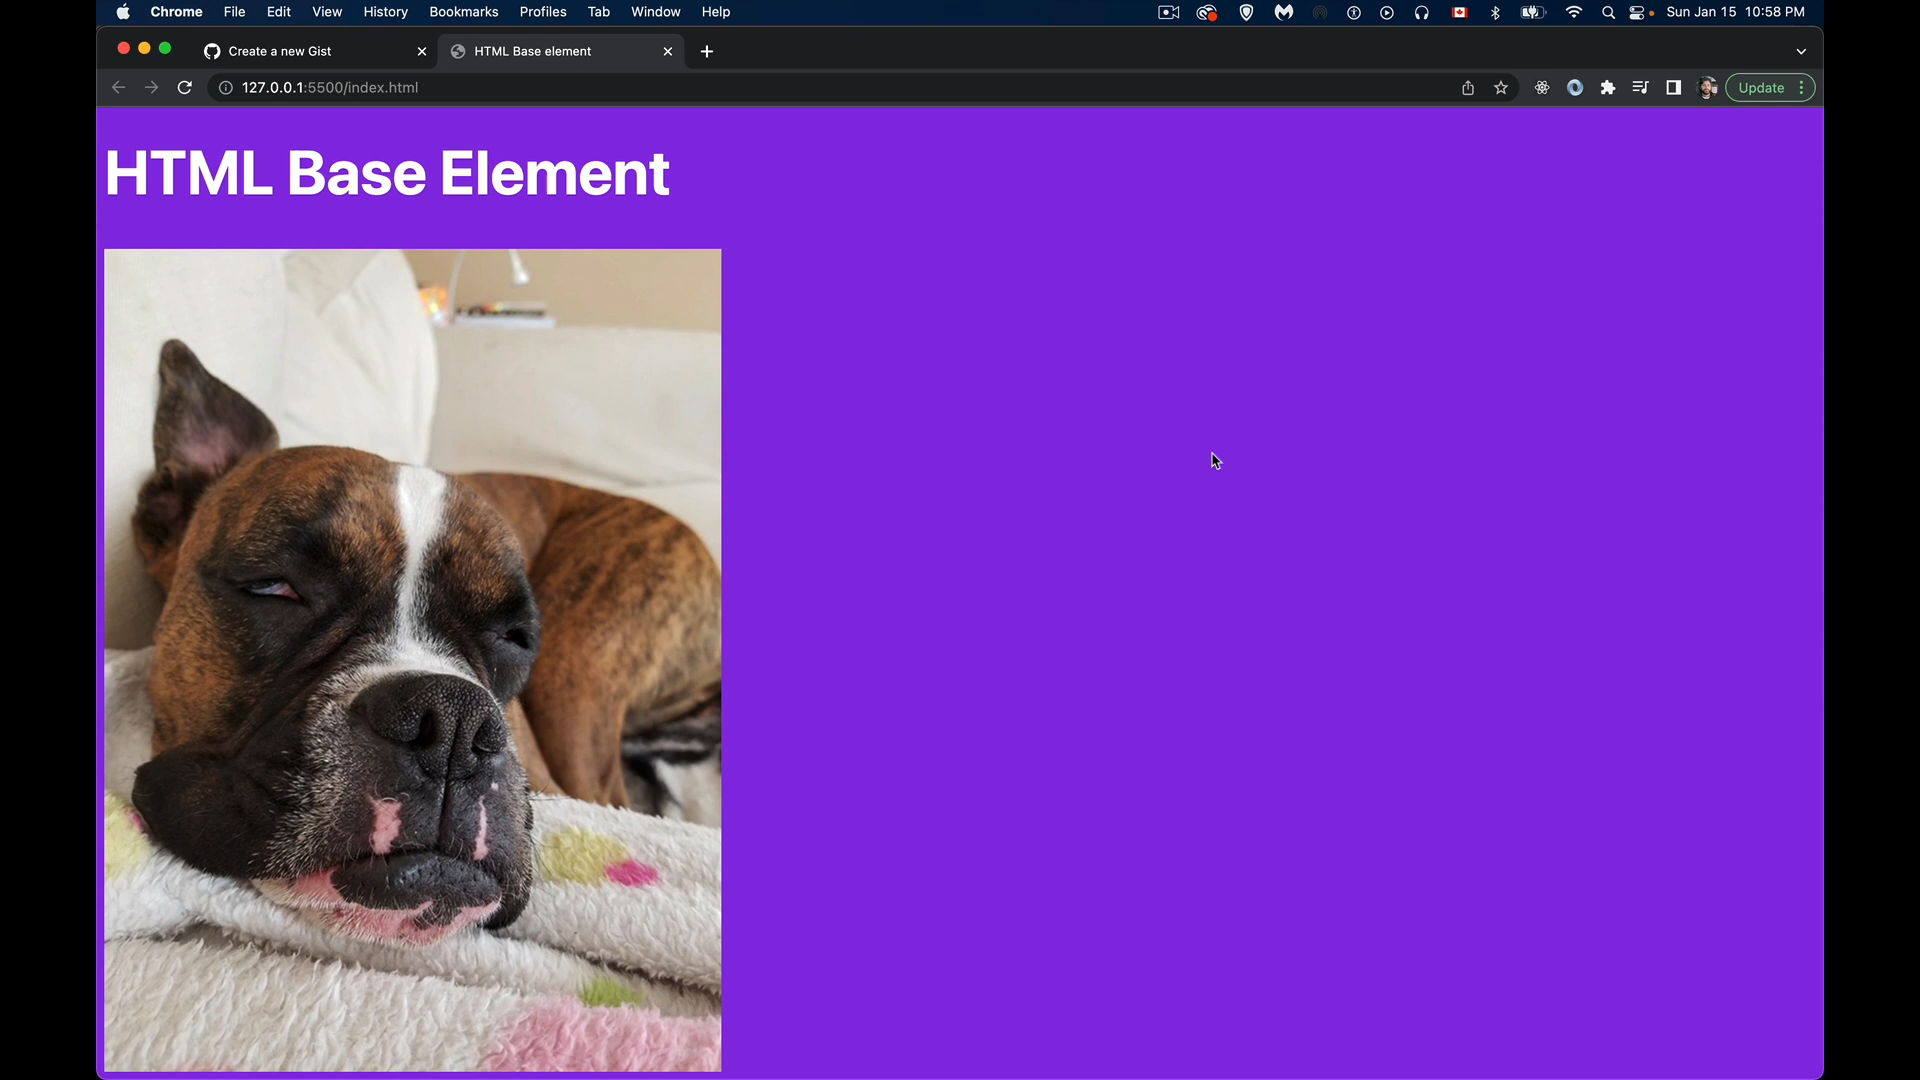 Chrome File Edit View History Bookmarks Profiles Tab Window Help Sun Jan 15 10:58 PM
Create a new Gist HTML Base element
127.0.0.1:5500/index.html Update
HTML Base Element